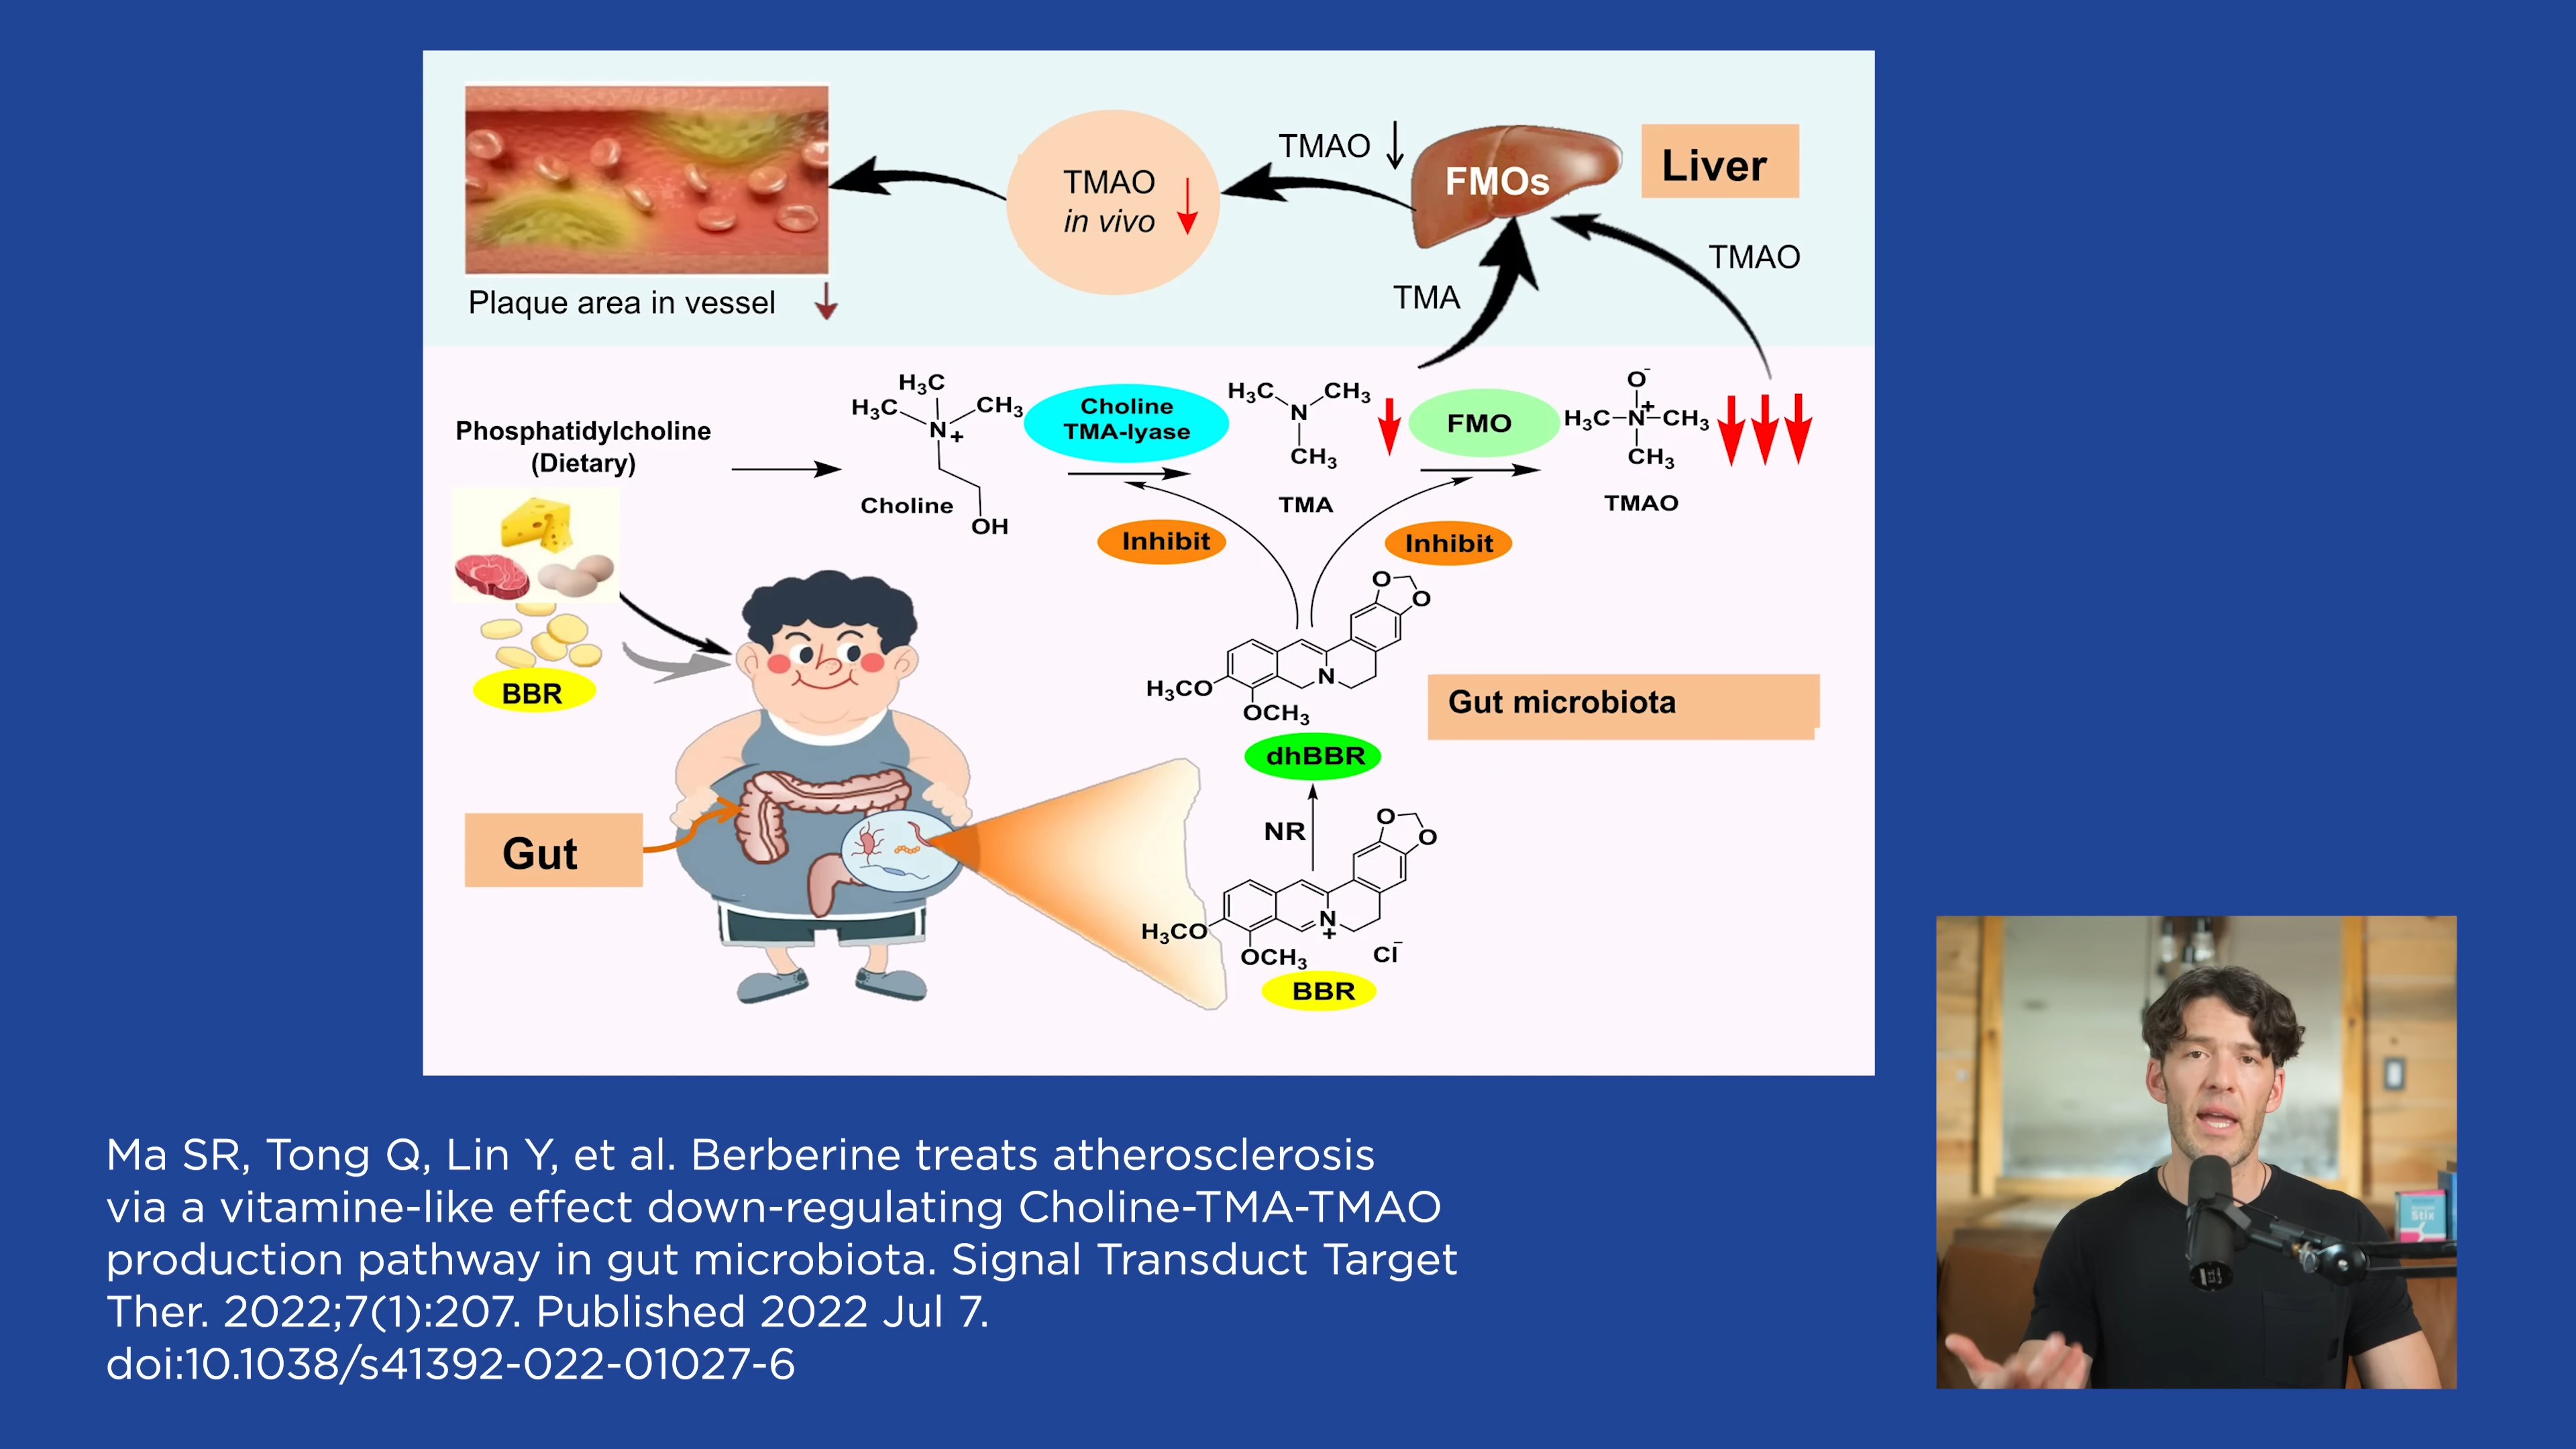 TMAO
in vivo
TMAO
FMOs
Liver
TMA
TMAO
Plaque area in vessel
Phosphatidylcholine
(Dietary)
H₃C
H₃C
CH₃
N+
OH
Choline
Choline
TMA-lyase
H₃C
CH₃
N
CH₃
TMA
FMO
O⁻
H₃C-N+-CH₃
CH₃
TMAO
Inhibit
Inhibit
BBR
O
O
N
H₃CO
OCH₃
dhBBR
Gut microbiota
Gut
NR
O
O
N
+
H₃CO
OCH₃
Cl⁻
BBR
Stix
Ma SR, Tong Q, Lin Y, et al. Berberine treats atherosclerosis
via a vitamine-like effect down-regulating Choline-TMA-TMAO
production pathway in gut microbiota. Signal Transduct Target
Ther. 2022;7(1):207. Published 2022 Jul 7.
doi:10.1038/s41392-022-01027-6